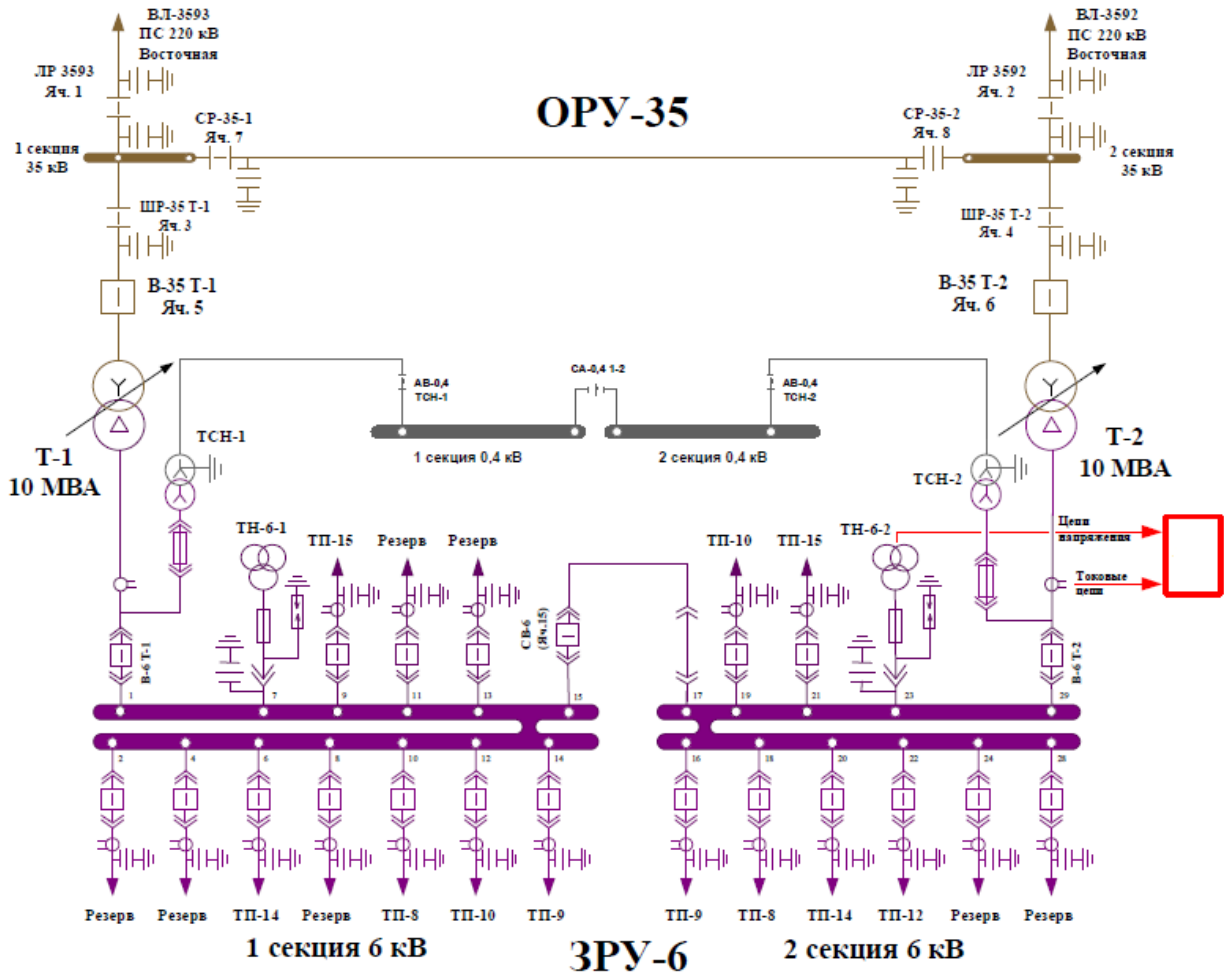 ВЛ-3593
ПС 220 кВ
Восточная
ВЛ-3592
ПС 220 кВ
Восточная
ЛР 3593
Яч. 1
ЛР 3592
Яч. 2
ОРУ-35
СР-35-1
Яч. 7
СР-35-2
Яч. 8
1 секция
35 кВ
2 секция
35 кВ
ШР-35 Т-1
Яч. 3
ШР-35 Т-2
Яч. 4
В-35 Т-1
Яч. 5
В-35 Т-2
Яч. 6
АВ-0,4
ТСН-1
СА-0,4 1-2
АВ-0,4
ТСН-2
Т-1
10 МВА
ТСН-1
1 секция 0,4 кВ
2 секция 0,4 кВ
ТСН-2
Т-2
10 МВА
ТН-6-1
ТП-15
Резерв
Резерв
ТП-10
ТП-15
ТН-6-2
Цепи
напряжения
Токовые
цепи
В-6 Т-1
СВ-6
(Яч.15)
В-6 Т-2
1
7
9
11
13
15
17
19
21
23
29
2
4
6
8
10
12
14
16
18
20
22
24
28
Резерв
Резерв
ТП-14
Резерв
ТП-8
ТП-10
ТП-9
ТП-9
ТП-8
ТП-14
ТП-12
Резерв
Резерв
1 секция 6 кВ
ЗРУ-6
2 секция 6 кВ